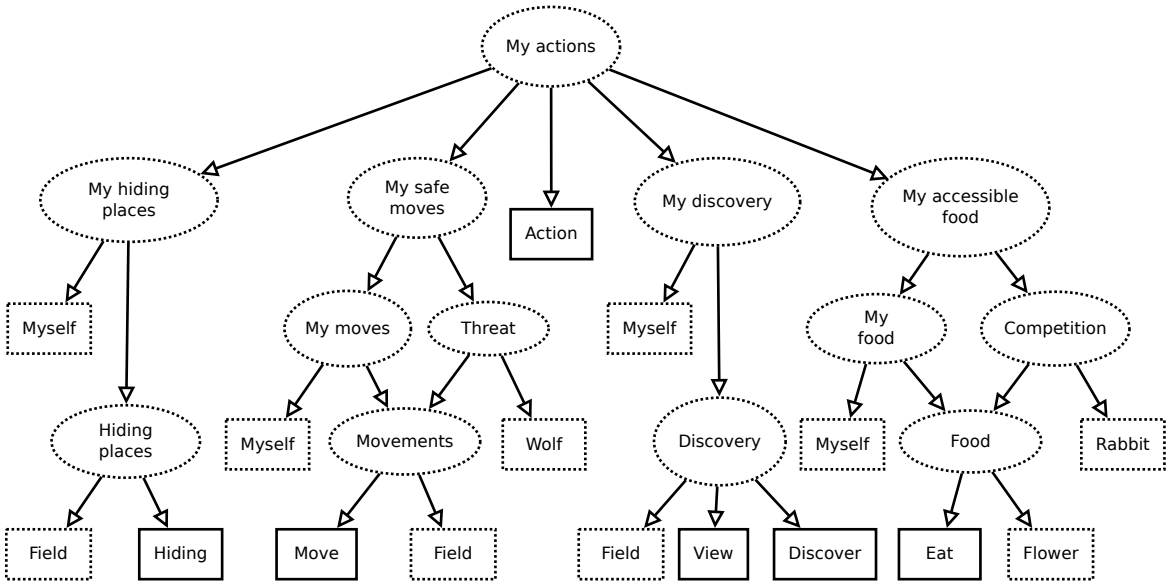 My actions
My hiding
places
My safe
moves
Action
My discovery
My accessible
food
Myself
My moves
Threat
Myself
My
food
Competition
Hiding
places
Myself
Movements
Wolf
Discovery
Myself
Food
Rabbit
Field
Hiding
Move
Field
Field
View
Discover
Eat
Flower